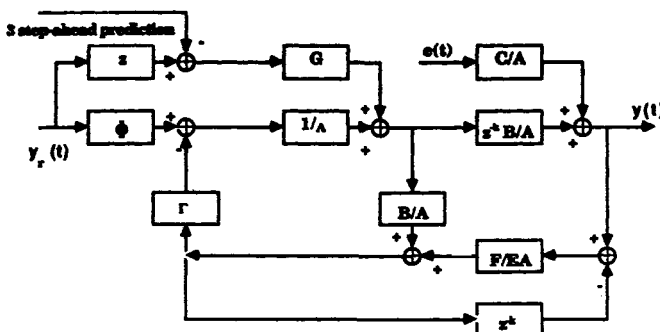 3 step-ahead prediction
-
z
+
G
e(t)
C/A
+
+
y(t)
Φ
+
-
1/Λ
+
z^-k B/A
+
y_r (t)
Γ
B/A
+
+
F/EA
+
-
z^k